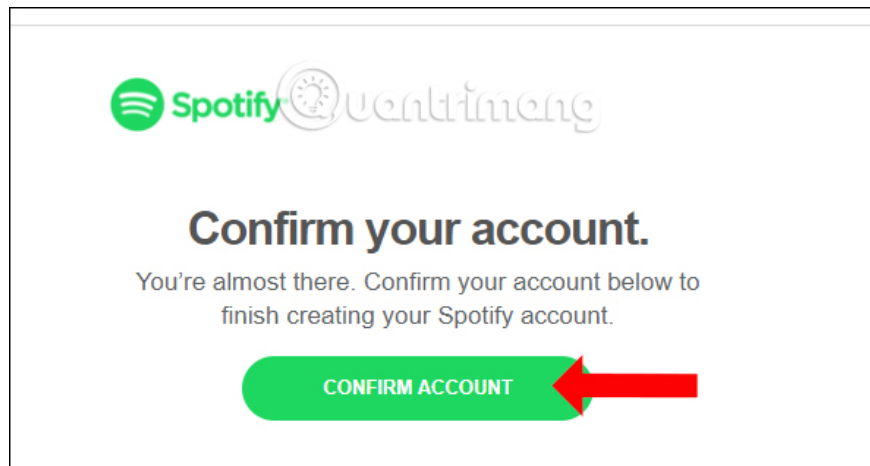 Spotify Quantrimang
Confirm your account.
You’re almost there. Confirm your account below to
finish creating your Spotify account.
CONFIRM ACCOUNT